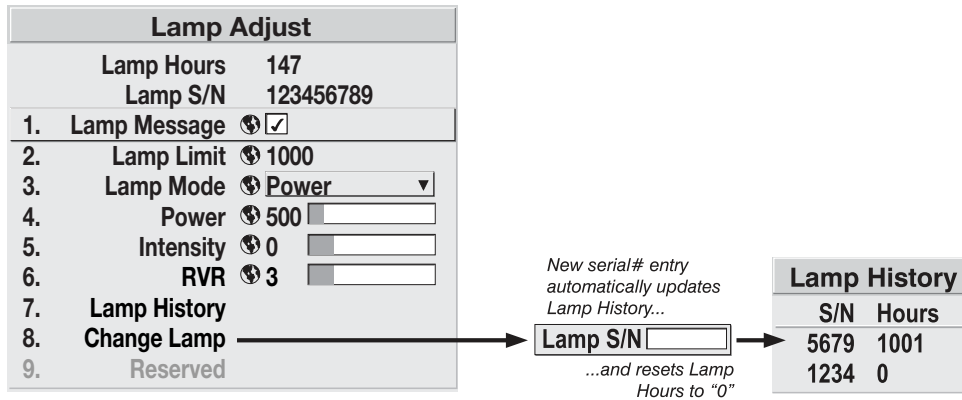 Lamp Adjust
Lamp Hours 147
Lamp S/N 123456789
1. Lamp Message ✓
2. Lamp Limit 1000
3. Lamp Mode Power ▼
4. Power 500
5. Intensity 0
6. RVR 3
7. Lamp History
8. Change Lamp
9. Reserved
New serial# entry
automatically updates
Lamp History...
Lamp S/N
...and resets Lamp
Hours to “0”
Lamp History
S/N Hours
5679 1001
1234 0